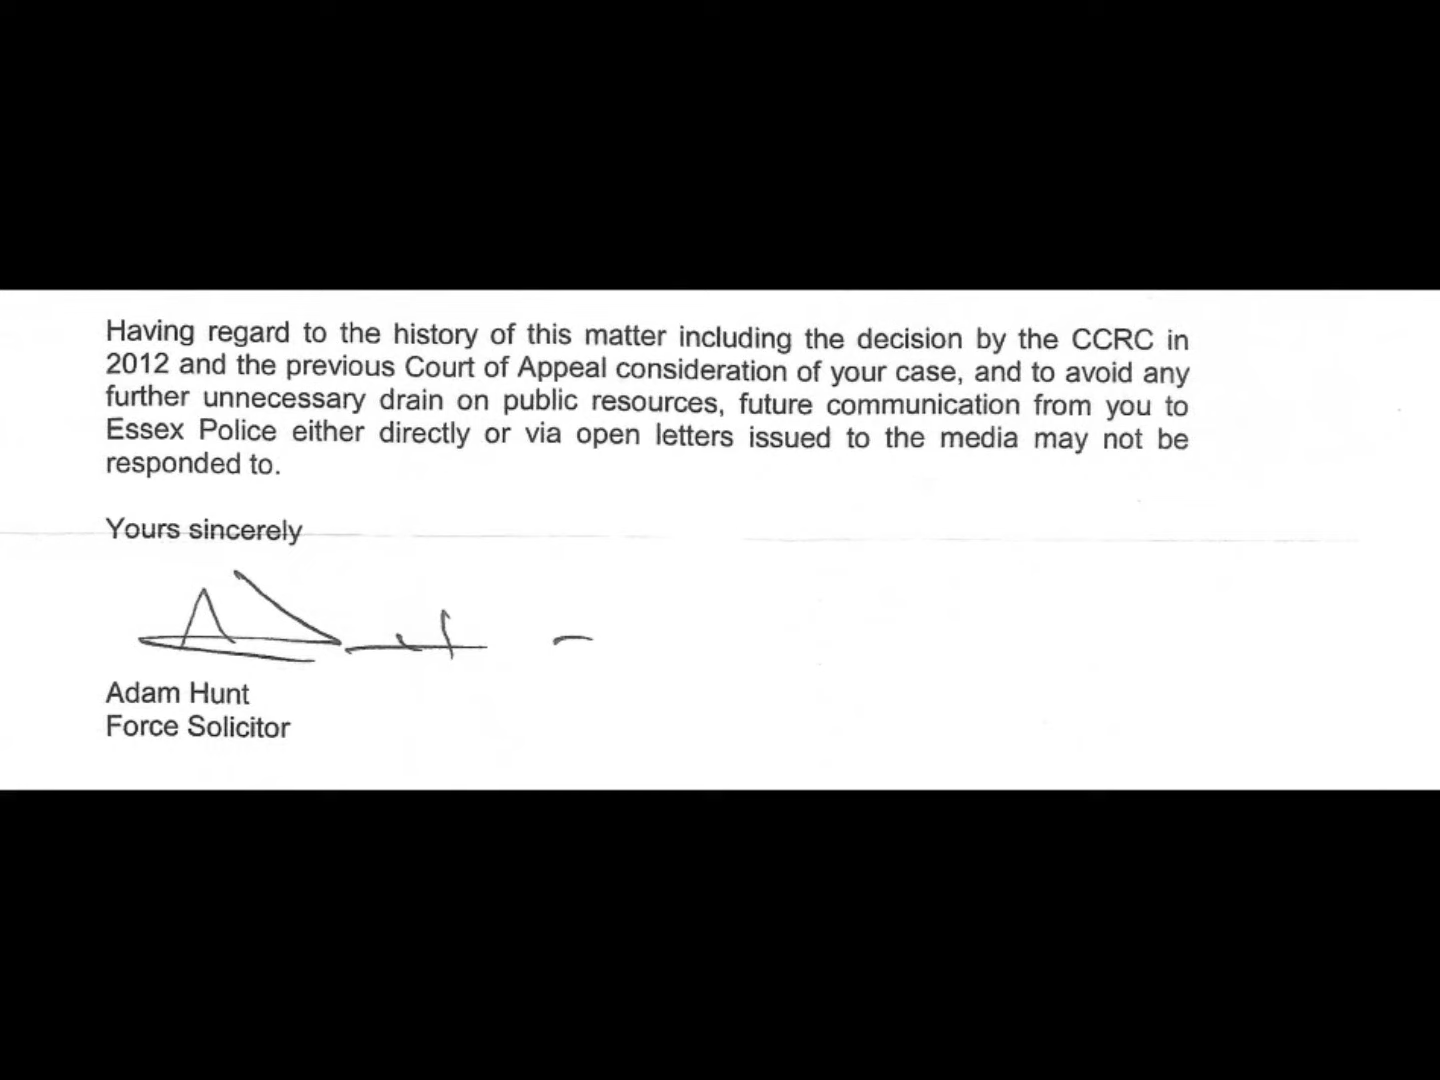 Having regard to the history of this matter including the decision by the CCRC in
2012 and the previous Court of Appeal consideration of your case, and to avoid any
further unnecessary drain on public resources, future communication from you to
Essex Police either directly or via open letters issued to the media may not be
responded to.
Yours sincerely
Adam Hunt
Force Solicitor